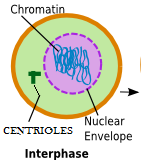 Chromatin
Nuclear
Envelope
CENTRIOLES
Interphase